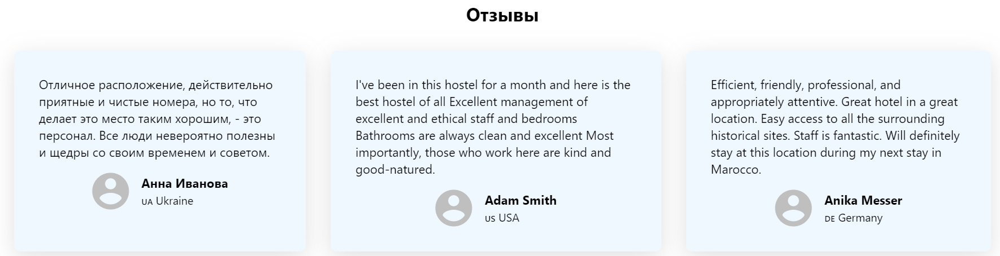 Отзывы
Отличное расположение, действительно
приятные и чистые номера, но то, что
делает это место таким хорошим, - это
персонал. Все люди невероятно полезны
и щедры со своим временем и советом.
Анна Иванова
UA Ukraine
I've been in this hostel for a month and here is the
best hostel of all Excellent management of
excellent and ethical staff and bedrooms
Bathrooms are always clean and excellent Most
importantly, those who work here are kind and
good-natured.
Adam Smith
US USA
Efficient, friendly, professional, and
appropriately attentive. Great hotel in a great
location. Easy access to all the surrounding
historical sites. Staff is fantastic. Will definitely
stay at this location during my next stay in
Marocco.
Anika Messer
DE Germany